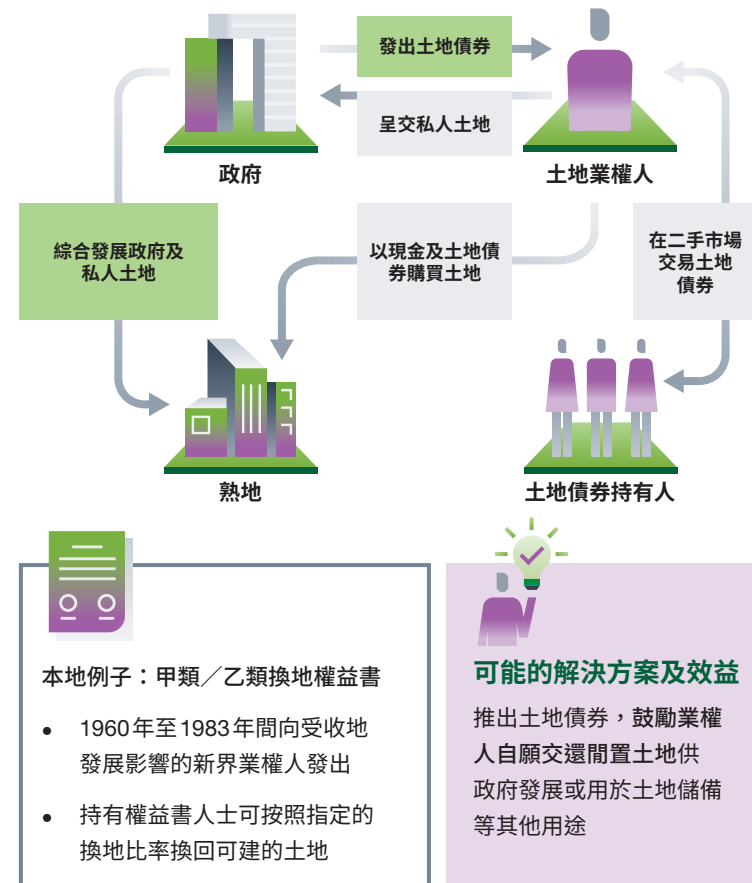 發出土地債券
呈交私人土地
政府
土地業權人
綜合發展政府及
私人土地
以現金及土地債
券購買土地
在二手市場
交易土地
債券
熟地
土地債券持有人
本地例子：甲類／乙類換地權益書
• 1960年至1983年間向受收地
發展影響的新界業權人發出
• 持有權益書人士可按照指定的
換地比率換回可建的土地
可能的解決方案及效益
推出土地債券，鼓勵業權
人自願交還閒置土地供
政府發展或用於土地儲備
等其他用途